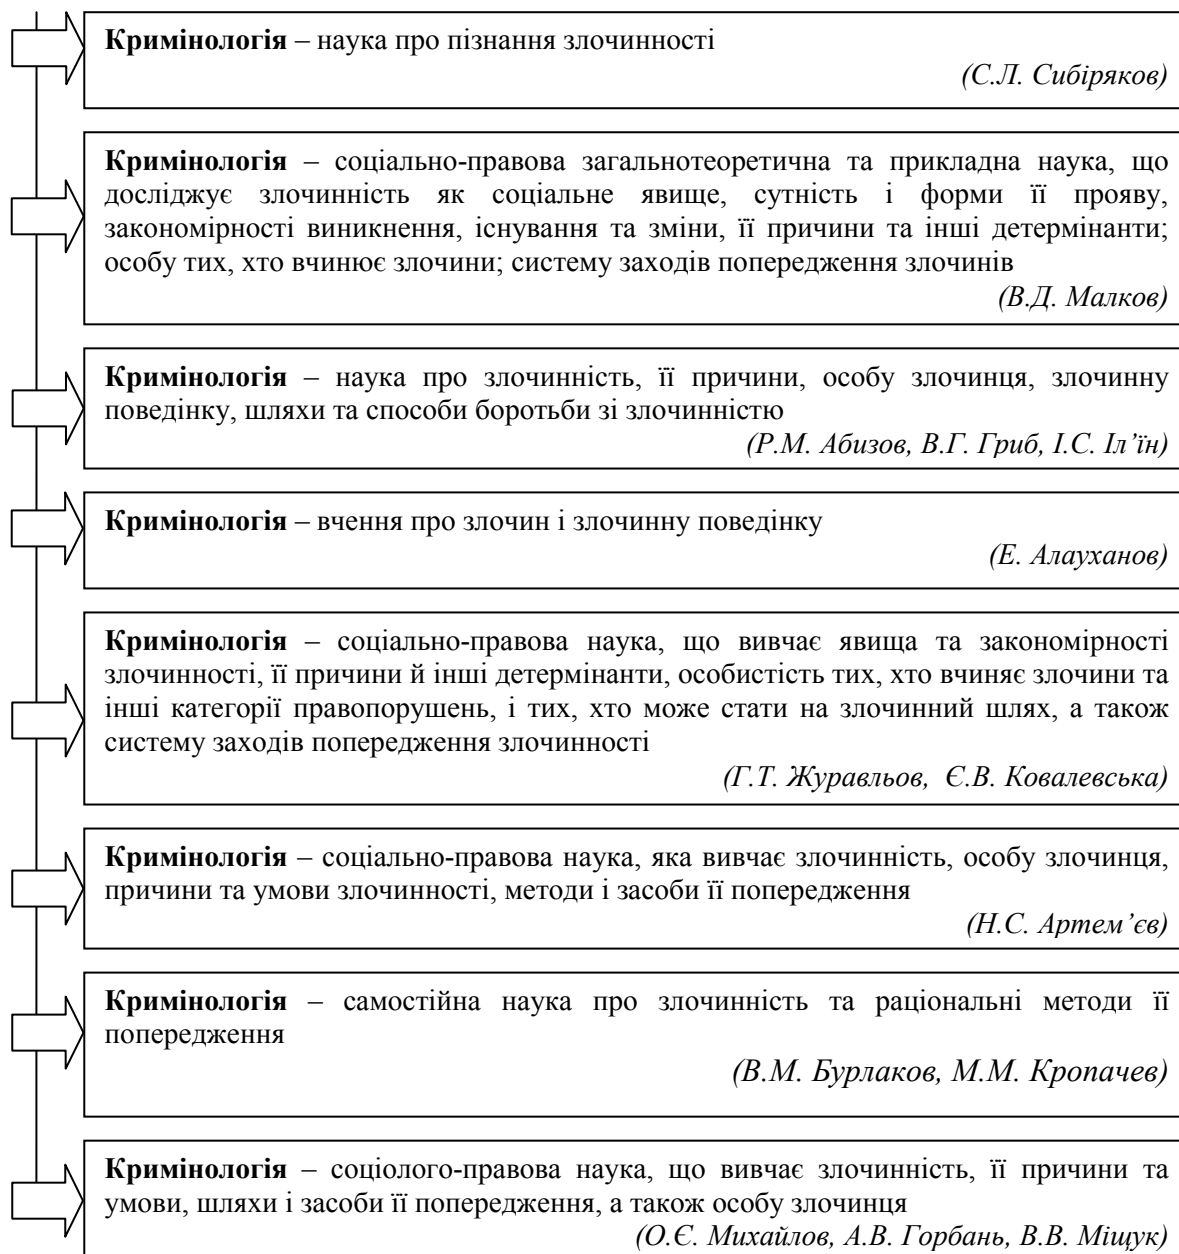 Кримінологія – наука про пізнання злочинності
(С.Л. Сибіряков)
Кримінологія – соціально-правова загальнотеоретична та прикладна наука, що
досліджує злочинність як соціальне явище, сутність і форми її прояву,
закономірності виникнення, існування та зміни, її причини та інші детермінанти;
особу тих, хто вчинює злочини; систему заходів попередження злочинів
(В.Д. Малков)
Кримінологія – наука про злочинність, її причини, особу злочинця, злочинну
поведінку, шляхи та способи боротьби зі злочинністю
(Р.М. Абизов, В.Г. Гриб, І.С. Іл’їн)
Кримінологія – вчення про злочин і злочинну поведінку
(Е. Алауханов)
Кримінологія – соціально-правова наука, що вивчає явища та закономірності
злочинності, її причини й інші детермінанти, особистість тих, хто вчиняє злочини та
інші категорії правопорушень, і тих, хто може стати на злочинний шлях, а також
систему заходів попередження злочинності
(Г.Т. Журавльов, Є.В. Ковалевська)
Кримінологія – соціально-правова наука, яка вивчає злочинність, особу злочинця,
причини та умови злочинності, методи і засоби її попередження
(Н.С. Артем’єв)
Кримінологія – самостійна наука про злочинність та раціональні методи її
попередження
(В.М. Бурлаков, М.М. Кропачев)
Кримінологія – соціолого-правова наука, що вивчає злочинність, її причини та
умови, шляхи і засоби її попередження, а також особу злочинця
(О.Є. Михайлов, А.В. Горбань, В.В. Міщук)